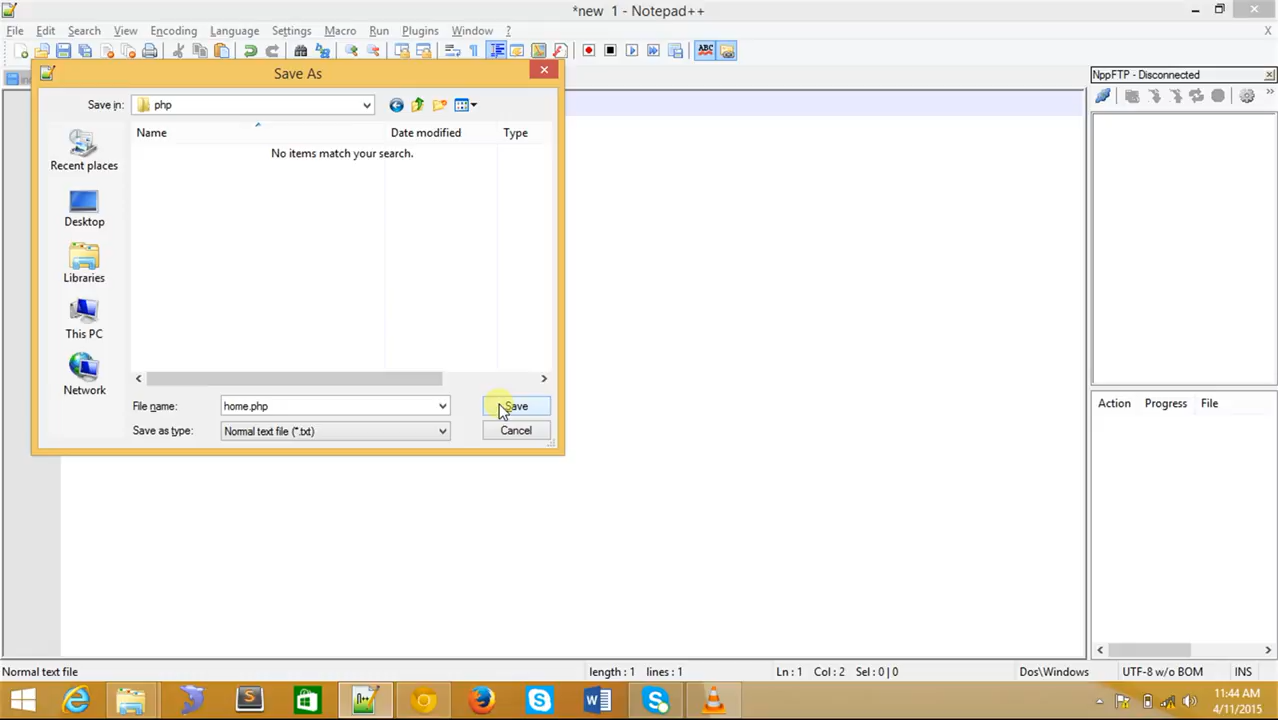 *new 1 - Notepad++
File Edit Search View Encoding Language Settings Macro Run Plugins Window ?
X
ABC
Save As
NppFTP - Disconnected
Save in: php
Name Date modified Type
No items match your search.
Recent places
Desktop
Libraries
This PC
Network
File name: home.php Save
Save as type: Normal text file (*.txt) Cancel
Action Progress File
Normal text file length : 1 lines : 1 Ln : 1 Col : 2 Sel : 0 | 0 Dos\Windows UTF-8 w/o BOM INS
11:44 AM
4/11/2015